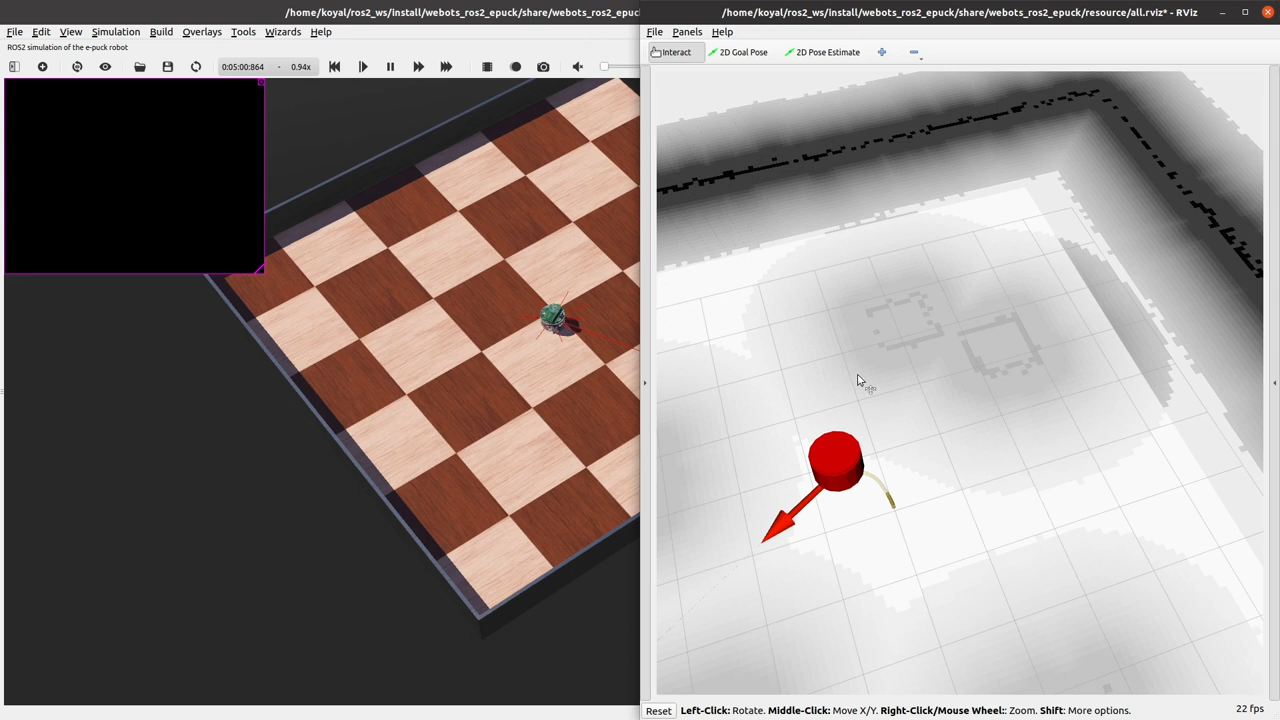 /home/koyal/ros2_ws/install/webots_ros2_epuck/share/webots_ros2_epuc
File Edit View Simulation Build Overlays Tools Wizards Help
ROS2 simulation of the e-puck robot
0:05:00:864 - 0.94x
/home/koyal/ros2_ws/install/webots_ros2_epuck/share/webots_ros2_epuck/resource/all.rviz* - RViz
File Panels Help
Interact 2D Goal Pose 2D Pose Estimate
Reset Left-Click: Rotate. Middle-Click: Move X/Y. Right-Click/Mouse Wheel:: Zoom. Shift: More options. 22 fps